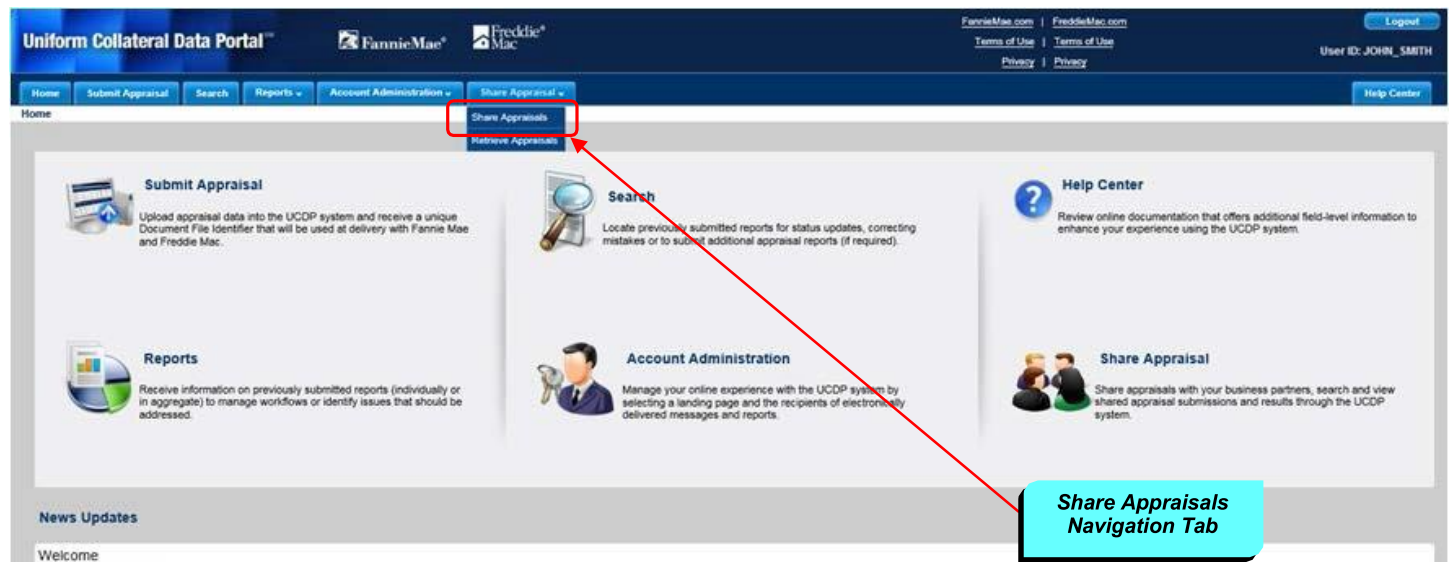 Uniform Collateral Data Portal™
FannieMae®
Freddie®
Mac
FannieMae.com | FreddieMac.com
Terms of Use | Terms of Use
Privacy | Privacy
Logout
User ID: JOHN_SMITH
Home Submit Appraisal Search Reports Account Administration Share Appraisal Help Center
Home
Share Appraisals
Retrieve Appraisals
Submit Appraisal
Upload appraisal data into the UCDP system and receive a unique
Document File Identifier that will be used at delivery with Fannie Mae
and Freddie Mac.
Search
Locate previously submitted reports for status updates, correcting
mistakes or to submit additional appraisal reports (if required).
Help Center
Review online documentation that offers additional field-level information to
enhance your experience using the UCDP system.
Reports
Receive information on previously submitted reports (individually or
in aggregate) to manage workflows or identify issues that should be
addressed.
Account Administration
Manage your online experience with the UCDP system by
selecting a landing page and the recipients of electronically
delivered messages and reports.
Share Appraisal
Share appraisals with your business partners, search and view
shared appraisal submissions and results through the UCDP
system.
Share Appraisals
Navigation Tab
News Updates
Welcome